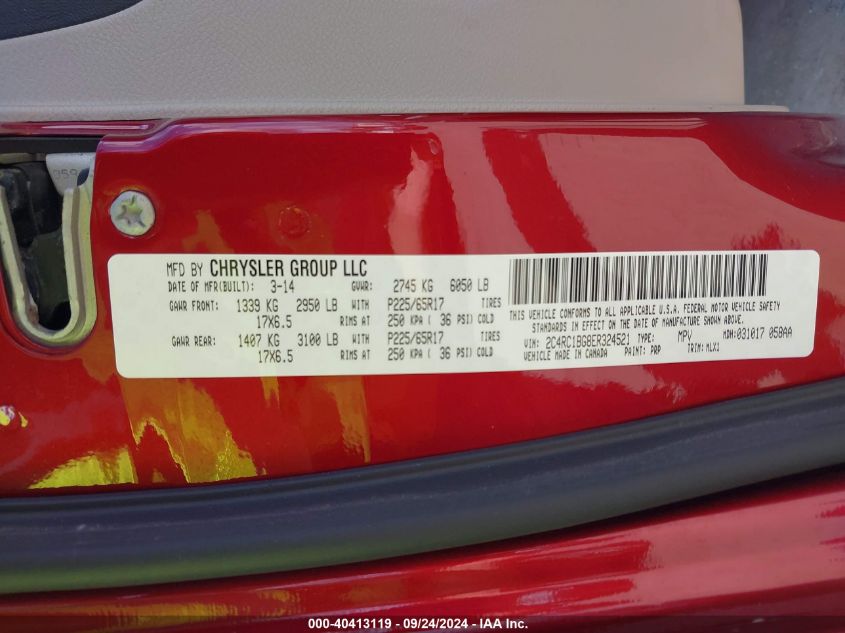 359
MFD BY CHRYSLER GROUP LLC
DATE OF MFR(BUILT): 3-14 GVWR: 2745 KG 6050 LB
GAWR FRONT: 1339 KG 2950 LB WITH P225/65R17 TIRES
17X6.5 RIMS AT 250 KPA ( 36 PSI) COLD
GAWR REAR: 1407 KG 3100 LB WITH P225/65R17 TIRES
17X6.5 RIMS AT 250 KPA ( 36 PSI) COLD
THIS VEHICLE CONFORMS TO ALL APPLICABLE U.S.A. FEDERAL MOTOR VEHICLE SAFETY
STANDARDS IN EFFECT ON THE DATE OF MANUFACTURE SHOWN ABOVE.
VIN: 2C4RC1BG8ER324521 TYPE: MPV MDH:031017 058AA
VEHICLE MADE IN CANADA PAINT: PRP TRIM: MLX1
000-40413119 - 09/24/2024 - © IAA Inc.